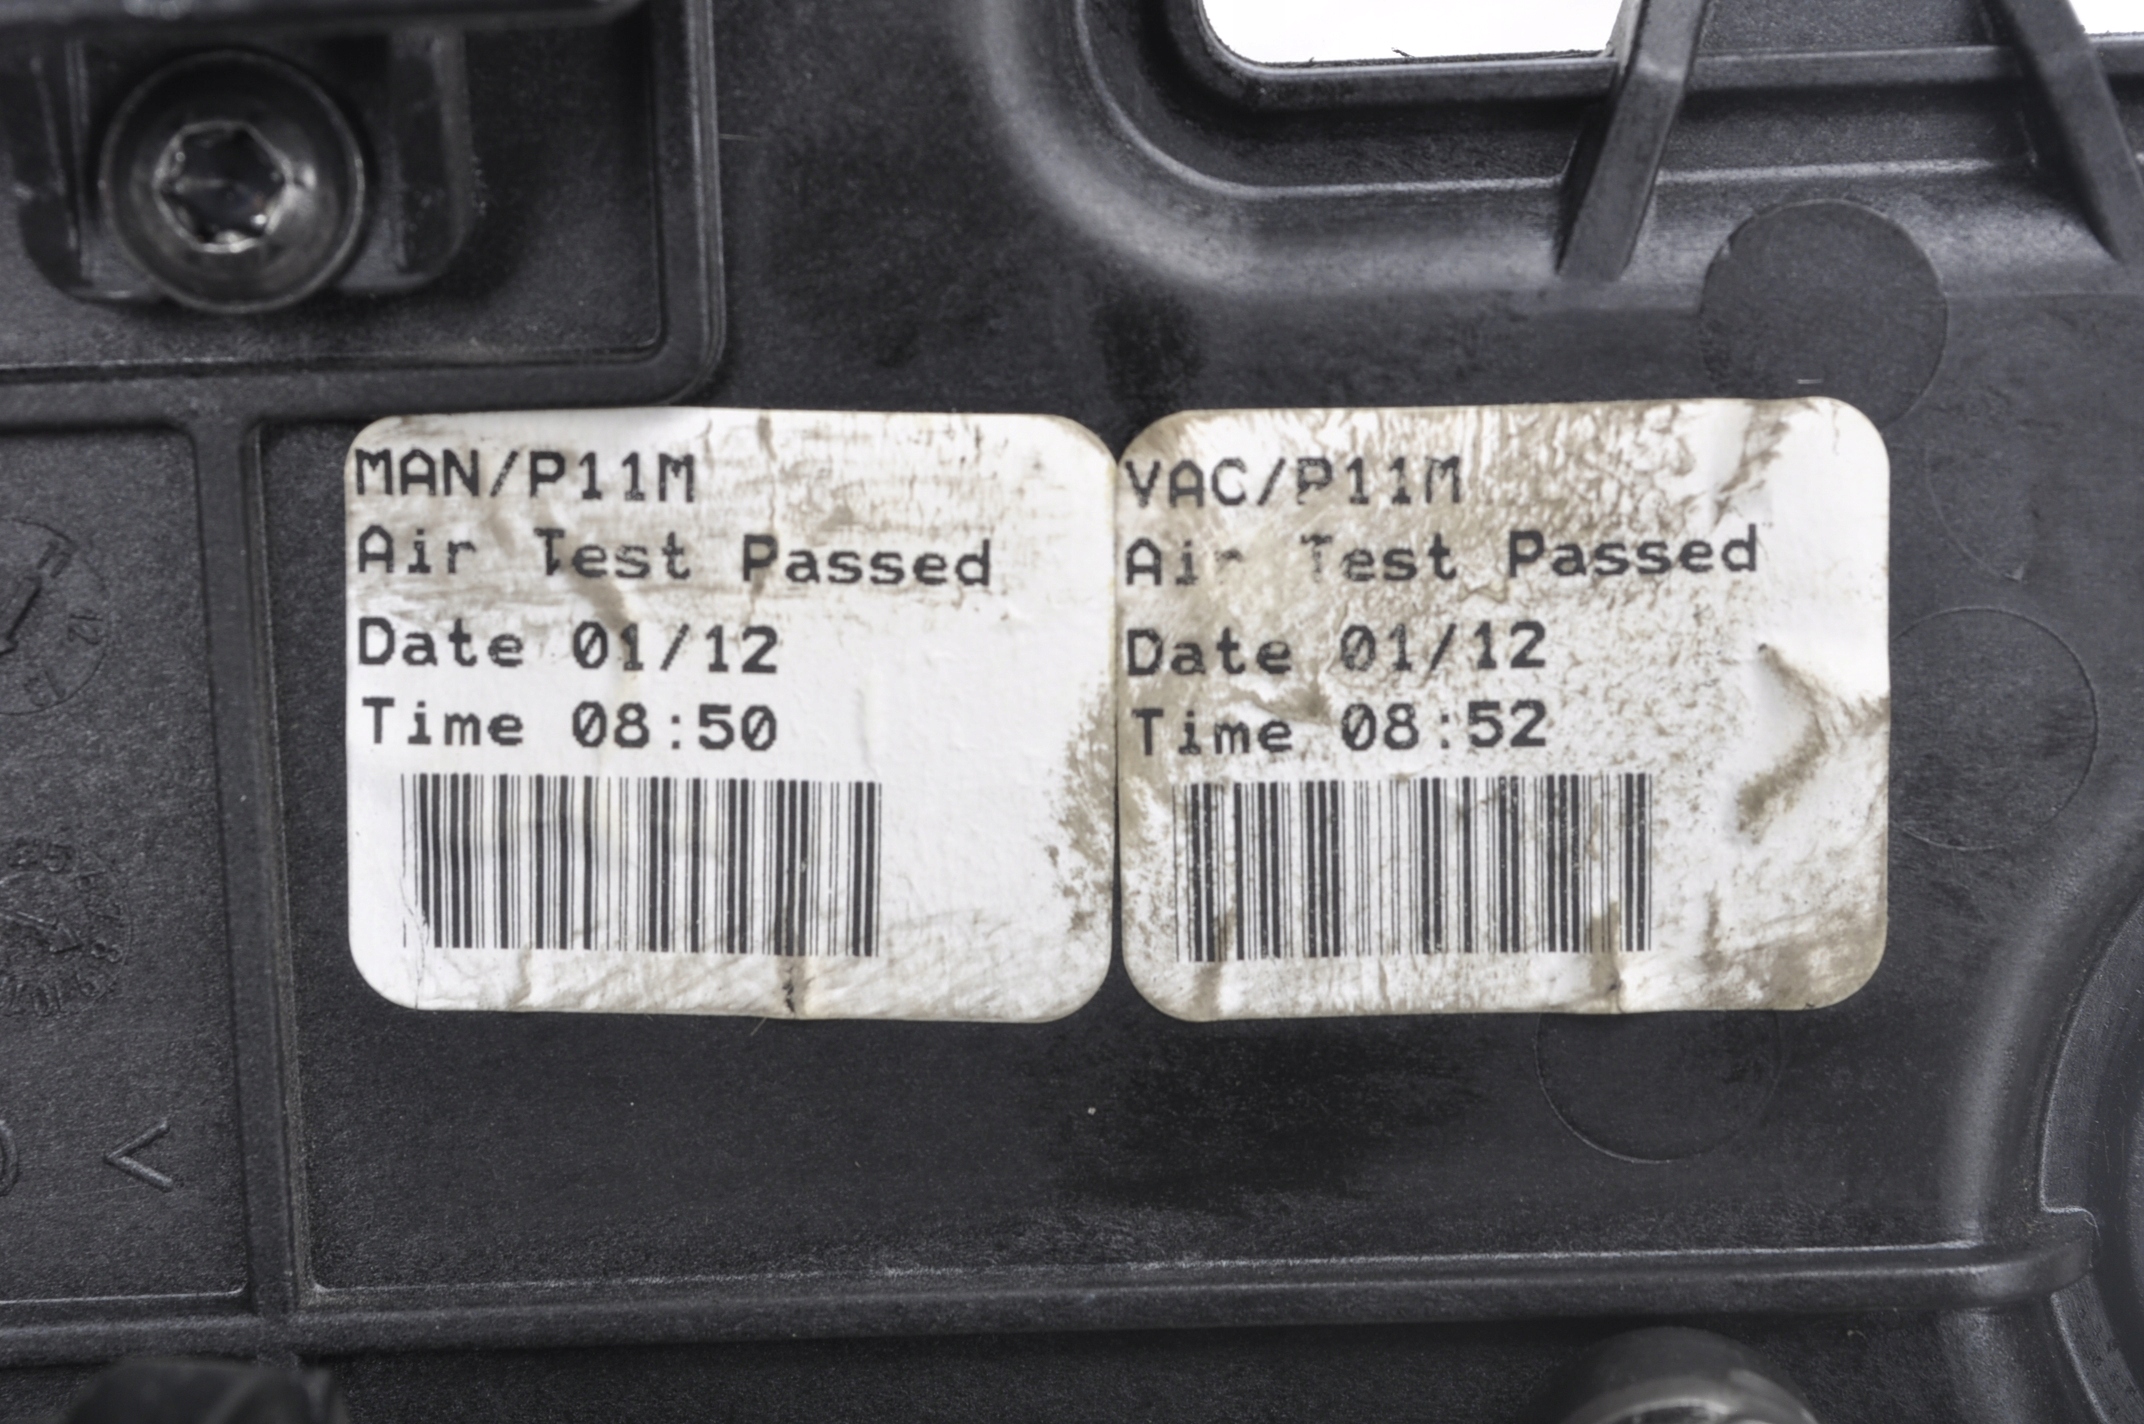 MAN/P11M
Air Test Passed
Date 01/12
Time 08:50
VAC/P11M
Air Test Passed
Date 01/12
Time 08:52